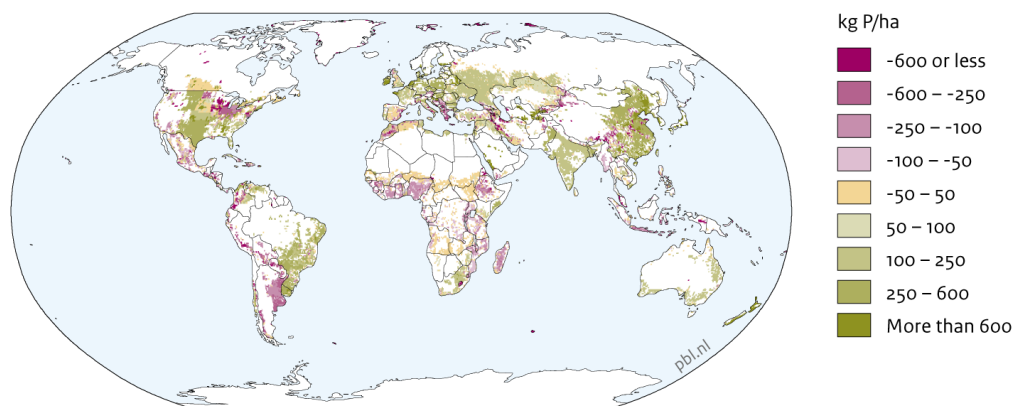 kg P/ha
-600 or less
-600 – -250
-250 – -100
-100 – -50
-50 – 50
50 – 100
100 – 250
250 – 600
More than 600
pbl.nl